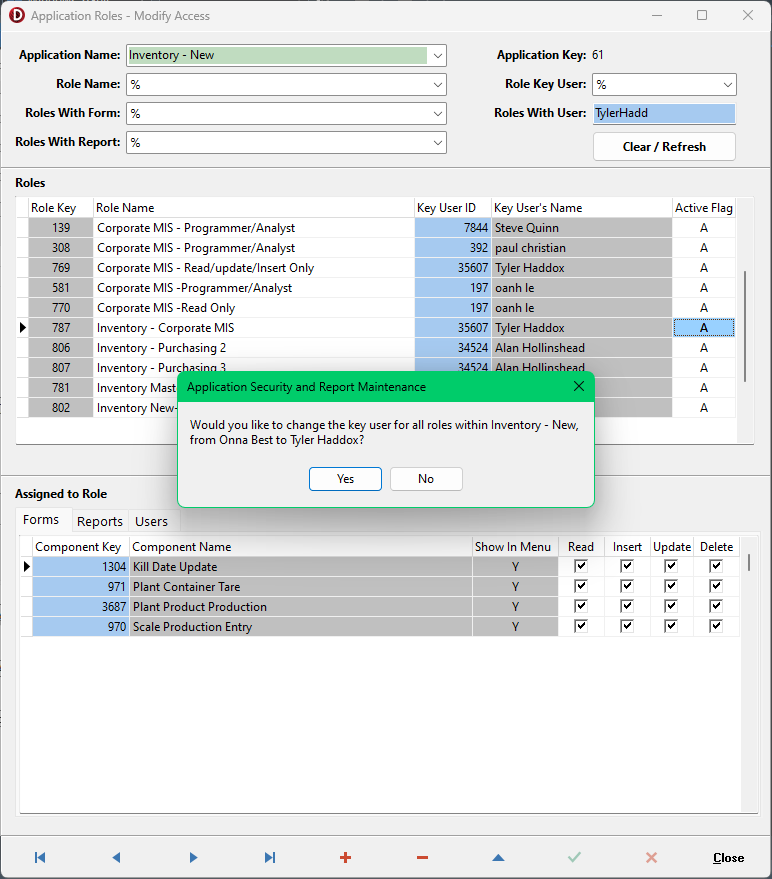 Application Roles - Modify Access
Application Name: Inventory - New Application Key: 61
Role Name: % Role Key User: %
Roles With Form: % Roles With User: TylerHadd
Roles With Report: % Clear / Refresh
Roles
Role Key Role Name Key User ID Key User's Name Active Flag
139 Corporate MIS - Programmer/Analyst 7844 Steve Quinn A
308 Corporate MIS - Programmer/Analyst 392 paul christian A
769 Corporate MIS - Read/update/Insert Only 35607 Tyler Haddox A
581 Corporate MIS -Programmer/Analyst 197 oanh le A
770 Corporate MIS -Read Only 197 oanh le A
787 Inventory - Corporate MIS 35607 Tyler Haddox A
806 Inventory - Purchasing 2 34524 Alan Hollinshead A
807 Inventory - Purchasing 3 34524 Alan Hollinshead A
781 Inventory Mast A
802 Inventory New- A
Application Security and Report Maintenance
Would you like to change the key user for all roles within Inventory - New,
from Onna Best to Tyler Haddox?
Yes No
Assigned to Role
Forms Reports Users
Component Key Component Name Show In Menu Read Insert Update Delete
1304 Kill Date Update Y
971 Plant Container Tare Y
3687 Plant Product Production Y
970 Scale Production Entry Y
Close